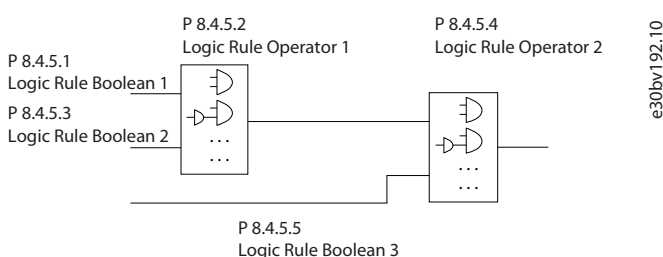 P 8.4.5.1
Logic Rule Boolean 1
P 8.4.5.3
Logic Rule Boolean 2
P 8.4.5.2
Logic Rule Operator 1
. . .
. . .
P 8.4.5.4
Logic Rule Operator 2
. . .
. . .
P 8.4.5.5
Logic Rule Boolean 3
e30bv192.10